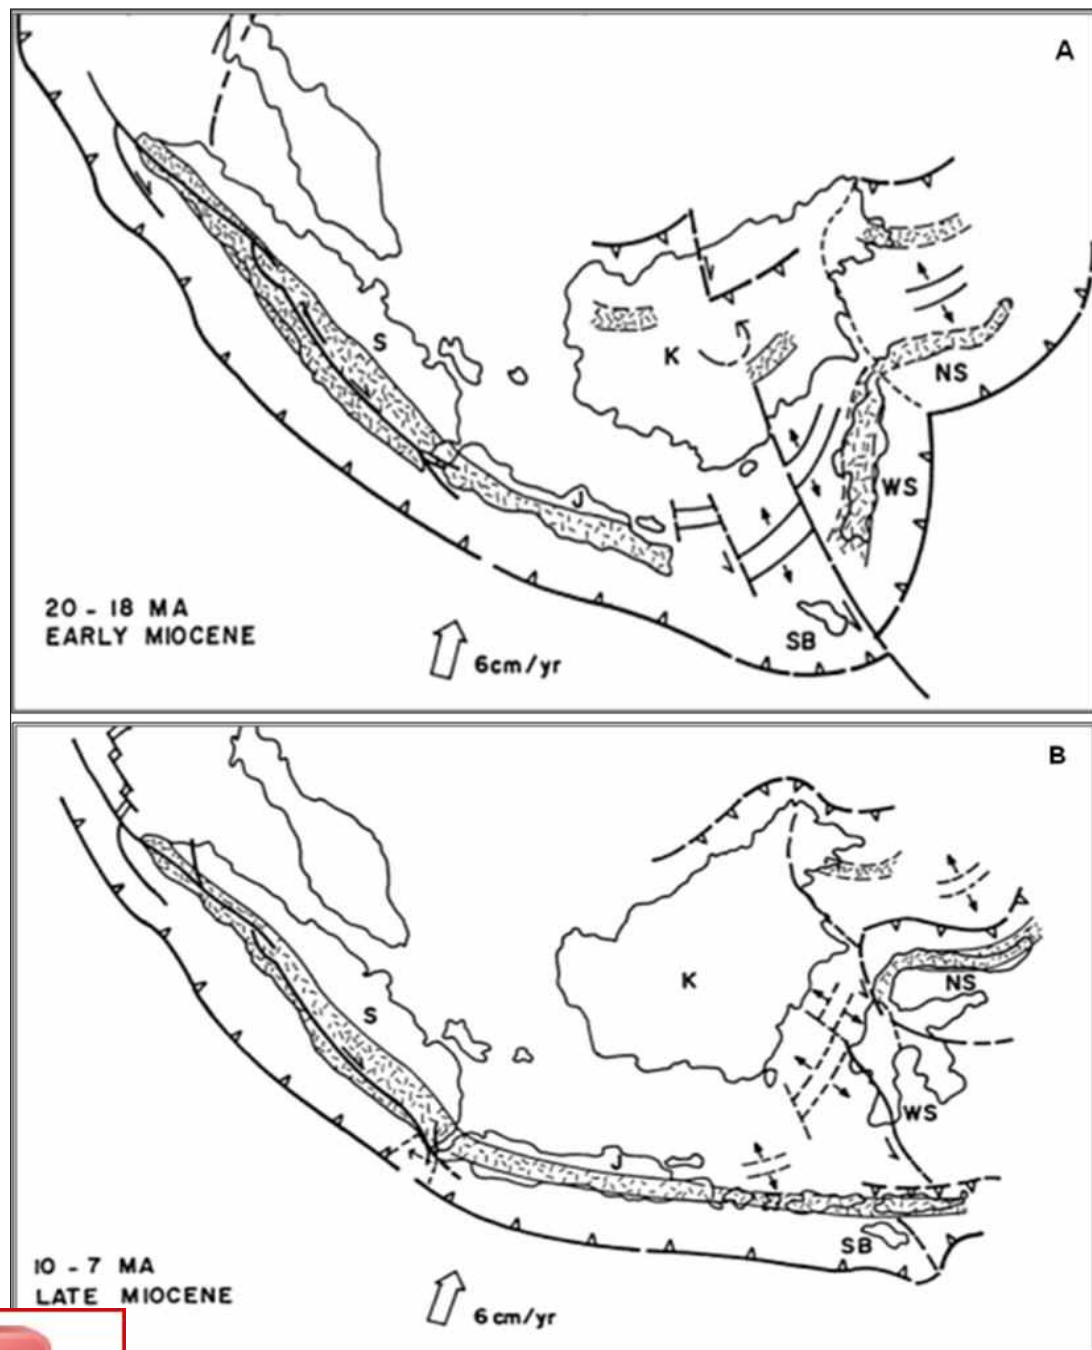 A
S
K
NS
WS
J
SB
20 - 18 MA
EARLY MIOCENE
6cm/yr
B
K
NS
S
WS
J
SB
10 - 7 MA
LATE MIOCENE
6 cm/yr